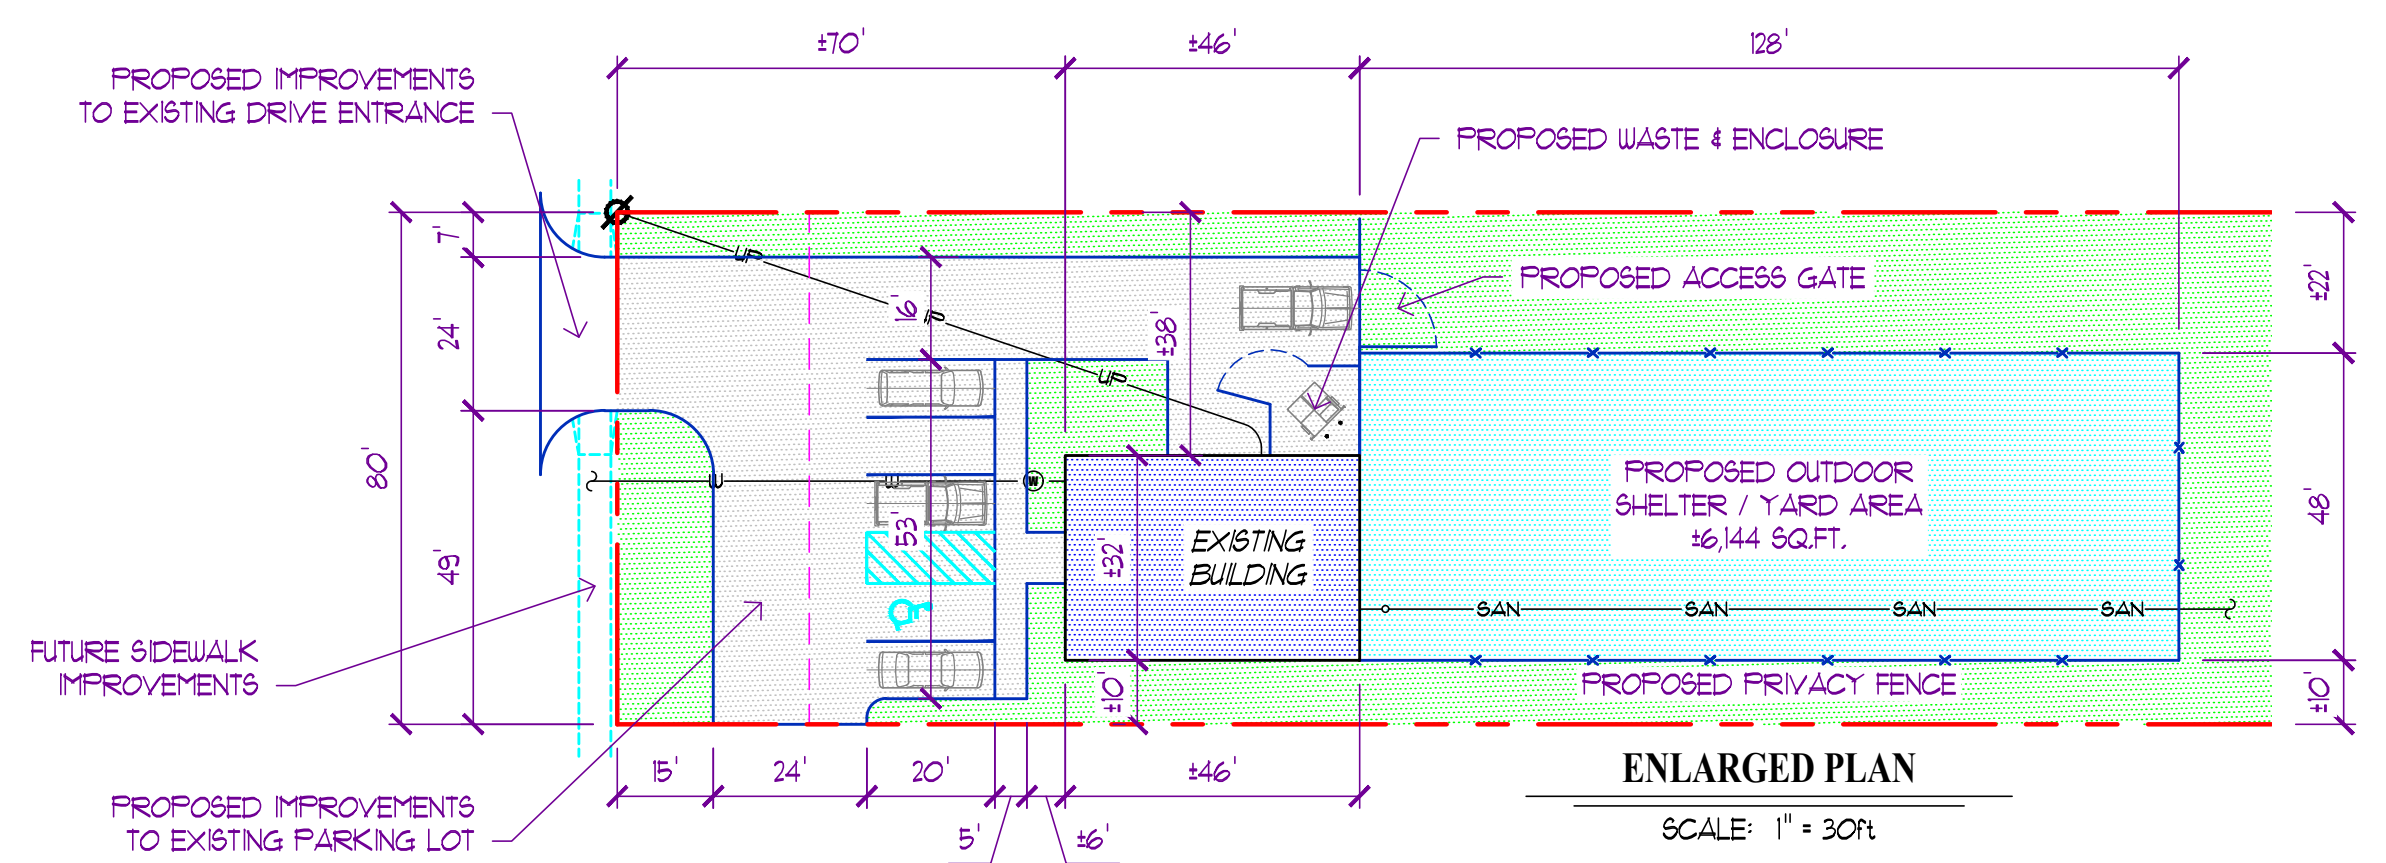 ±70'
±46'
128'
PROPOSED IMPROVEMENTS
TO EXISTING DRIVE ENTRANCE
PROPOSED WASTE & ENCLOSURE
7'
UP
PROPOSED ACCESS GATE
±22'
16'
UP
24'
±38'
UP
80'
W
W
W
53'
PROPOSED OUTDOOR
SHELTER / YARD AREA
±6,144 SQ.FT.
48'
49'
±32'
EXISTING
BUILDING
SAN
SAN
SAN
SAN
FUTURE SIDEWALK
IMPROVEMENTS
±10'
PROPOSED PRIVACY FENCE
±10'
15'
24'
20'
±46'
ENLARGED PLAN
PROPOSED IMPROVEMENTS
TO EXISTING PARKING LOT
5'
±6'
SCALE: 1" = 30ft